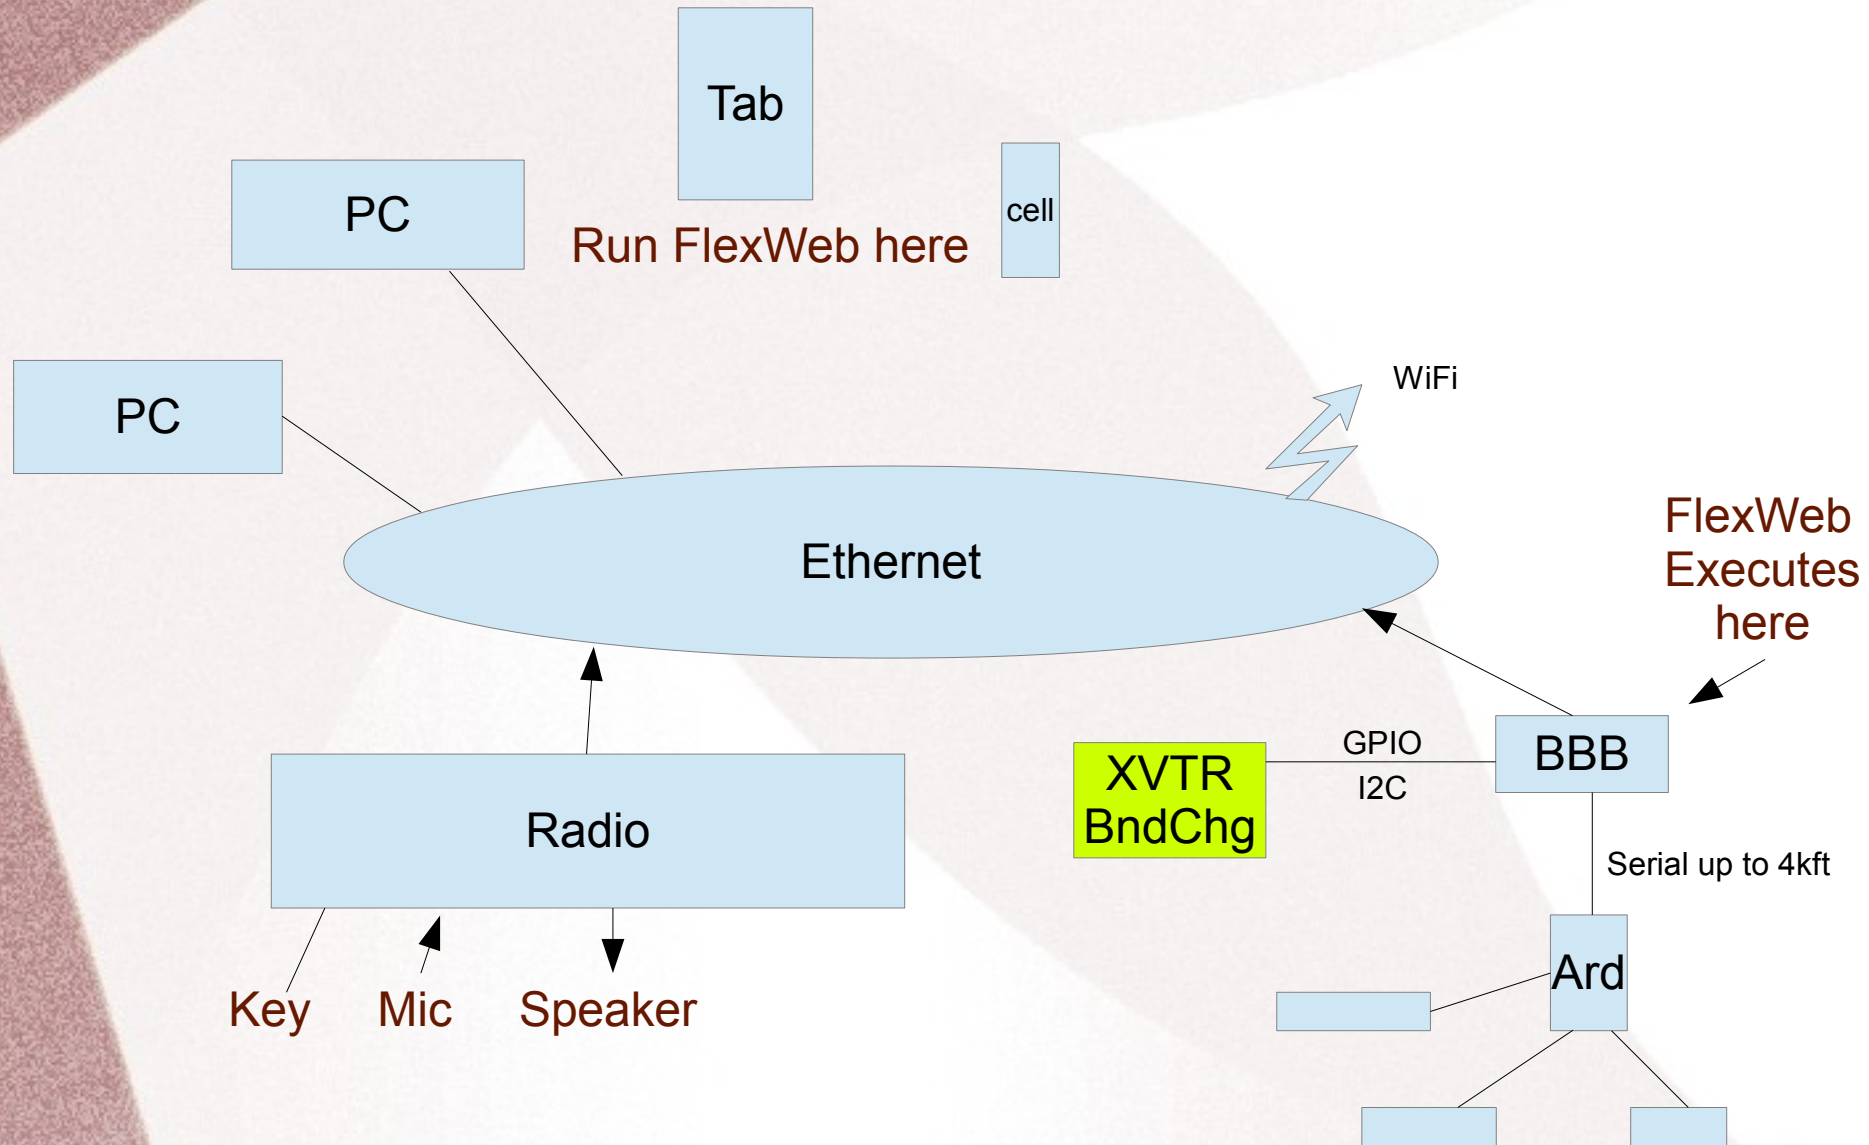 Tab
PC
cell
Run FlexWeb here
WiFi
PC
FlexWeb
Executes
here
Ethernet
GPIO
I2C
BBB
XVTR
BndChg
Radio
Serial up to 4kft
Ard
Key
Mic
Speaker